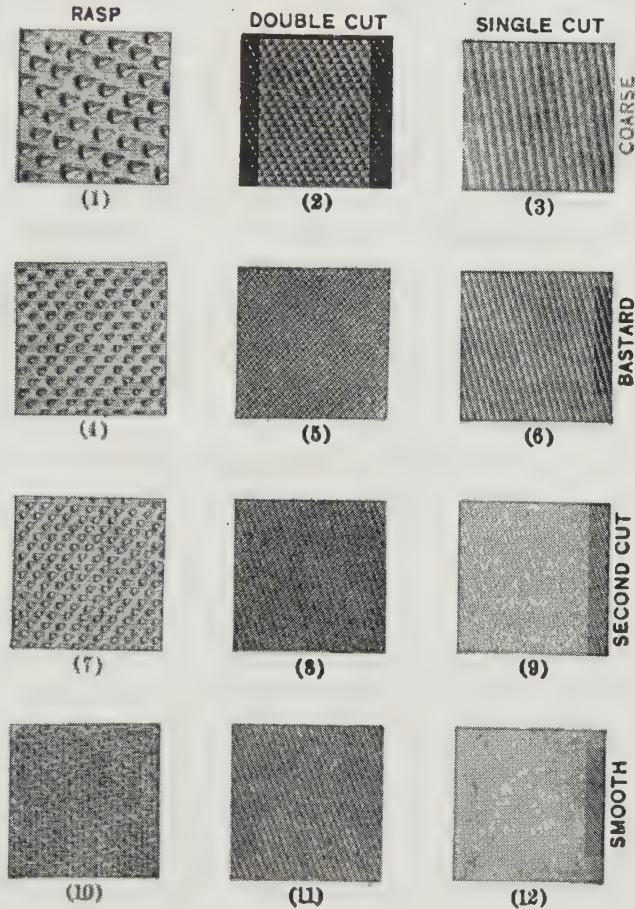 RASP
DOUBLE CUT
SINGLE CUT
COARSE
(1)
(2)
(3)
BASTARD
(4)
(5)
(6)
SECOND CUT
(7)
(8)
(9)
SMOOTH
(10)
(11)
(12)